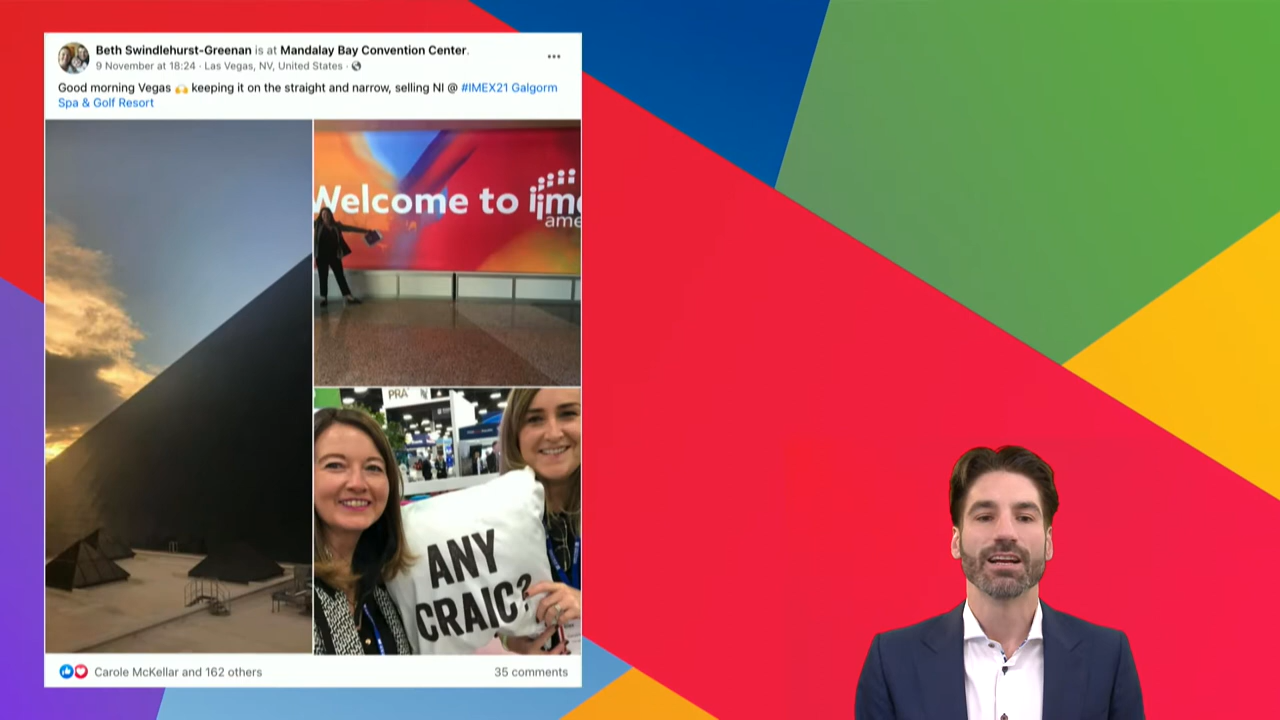 Beth Swindlehurst-Greenan is at Mandalay Bay Convention Center.
9 November at 18:24 · Las Vegas, NV, United States ·
Good morning Vegas 🙌 keeping it on the straight and narrow, selling NI @ #IMEX21 Galgorm
Spa & Golf Resort
Welcome to
ame
PRA
ANY
CRAIC?
Carole McKellar and 162 others
35 comments